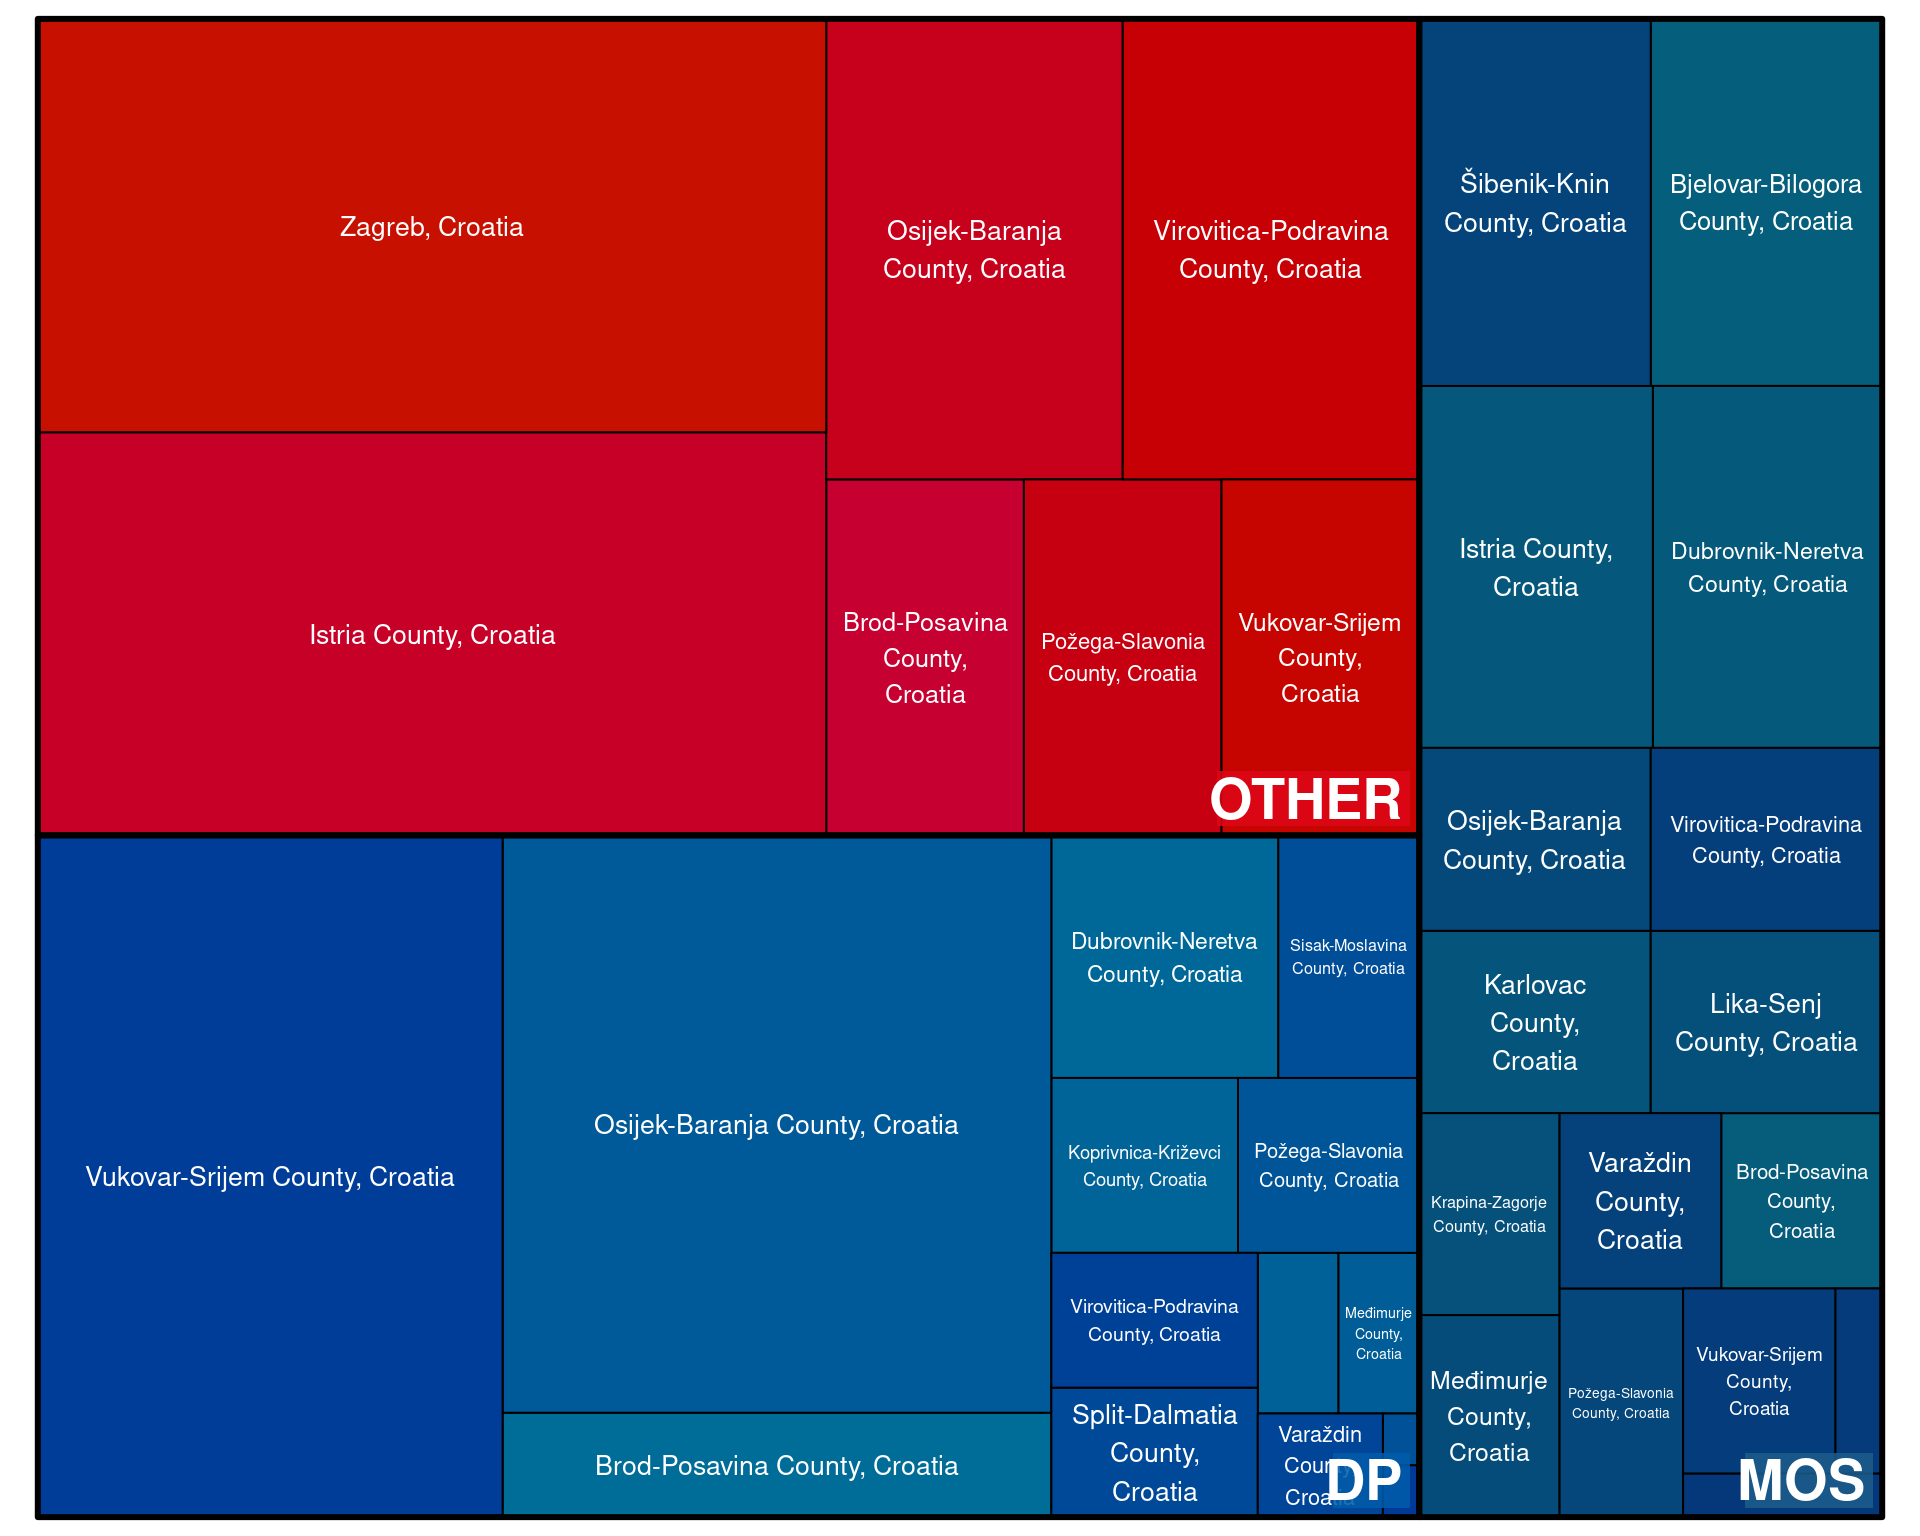 Zagreb, Croatia
Istria County, Croatia
Osijek-Baranja
County, Croatia
Virovitica-Podravina
County, Croatia
Brod-Posavina
County,
Croatia
Požega-Slavonia
County, Croatia
Vukovar-Srijem
County,
Croatia
OTHER
Vukovar-Srijem County, Croatia
Osijek-Baranja County, Croatia
Brod-Posavina County, Croatia
Dubrovnik-Neretva
County, Croatia
Sisak-Moslavina
County, Croatia
Koprivnica-Križevci
County, Croatia
Požega-Slavonia
County, Croatia
Virovitica-Podravina
County, Croatia
Međimurje
County,
Croatia
Split-Dalmatia
County,
Croatia
Varaždin
County,
Croatia
DP
Šibenik-Knin
County, Croatia
Bjelovar-Bilogora
County, Croatia
Istria County,
Croatia
Dubrovnik-Neretva
County, Croatia
Osijek-Baranja
County, Croatia
Virovitica-Podravina
County, Croatia
Karlovac
County,
Croatia
Lika-Senj
County, Croatia
Krapina-Zagorje
County, Croatia
Varaždin
County,
Croatia
Brod-Posavina
County,
Croatia
Međimurje
County,
Croatia
Požega-Slavonia
County, Croatia
Vukovar-Srijem
County,
Croatia
MOS